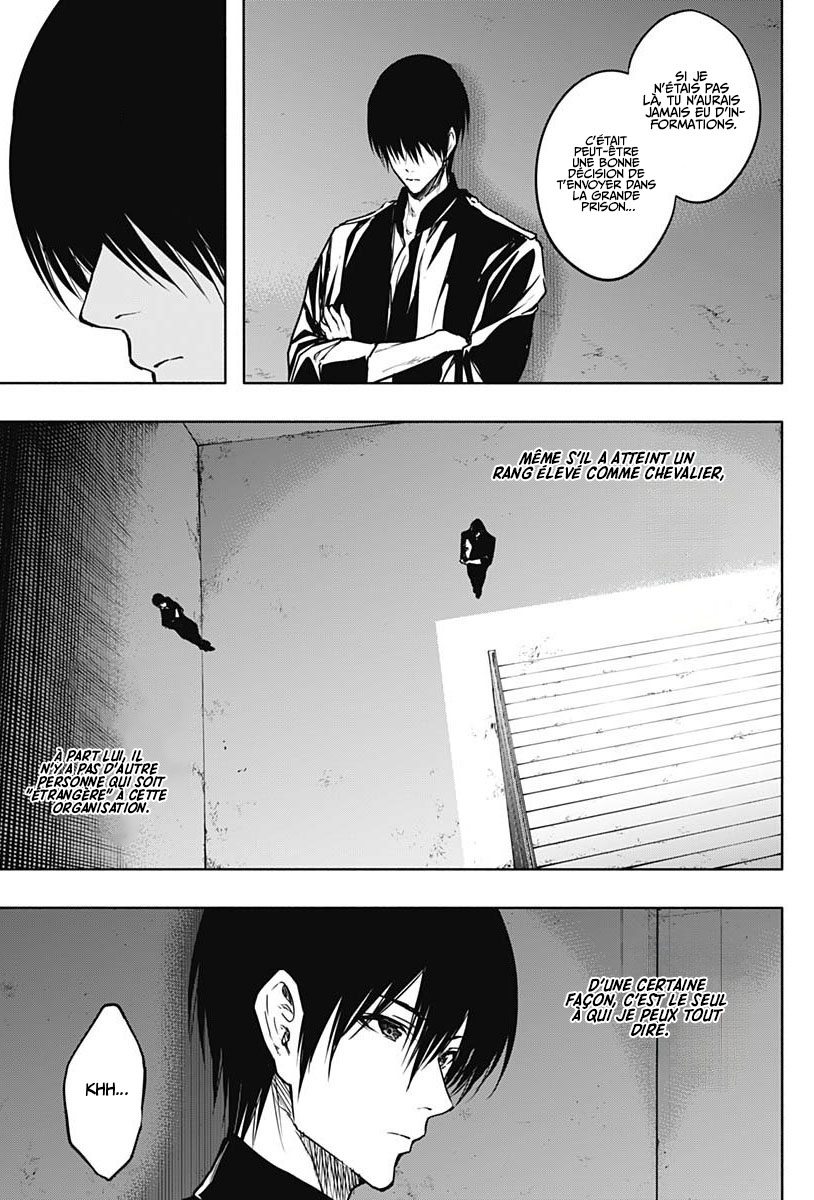 SI JE
N'ÉTAIS PAS
LÀ, TU N'AURAIS
JAMAIS EU D'IN-
FORMATIONS.
C'ÉTAIT
PEUT-ÊTRE
UNE BONNE
DÉCISION DE
T'ENVOYER DANS
LA GRANDE
PRISON...
MÊME S'IL A ATTEINT UN
RANG ÉLEVÉ COMME CHEVALIER,
À PART LUI, IL
N'Y A PAS D'AUTRE
PERSONNE QUI SOIT
"ÉTRANGÈRE" À CETTE
ORGANISATION.
D'UNE CERTAINE
FAÇON, C'EST LE SEUL
À QUI JE PEUX TOUT
DIRE.
KHH...